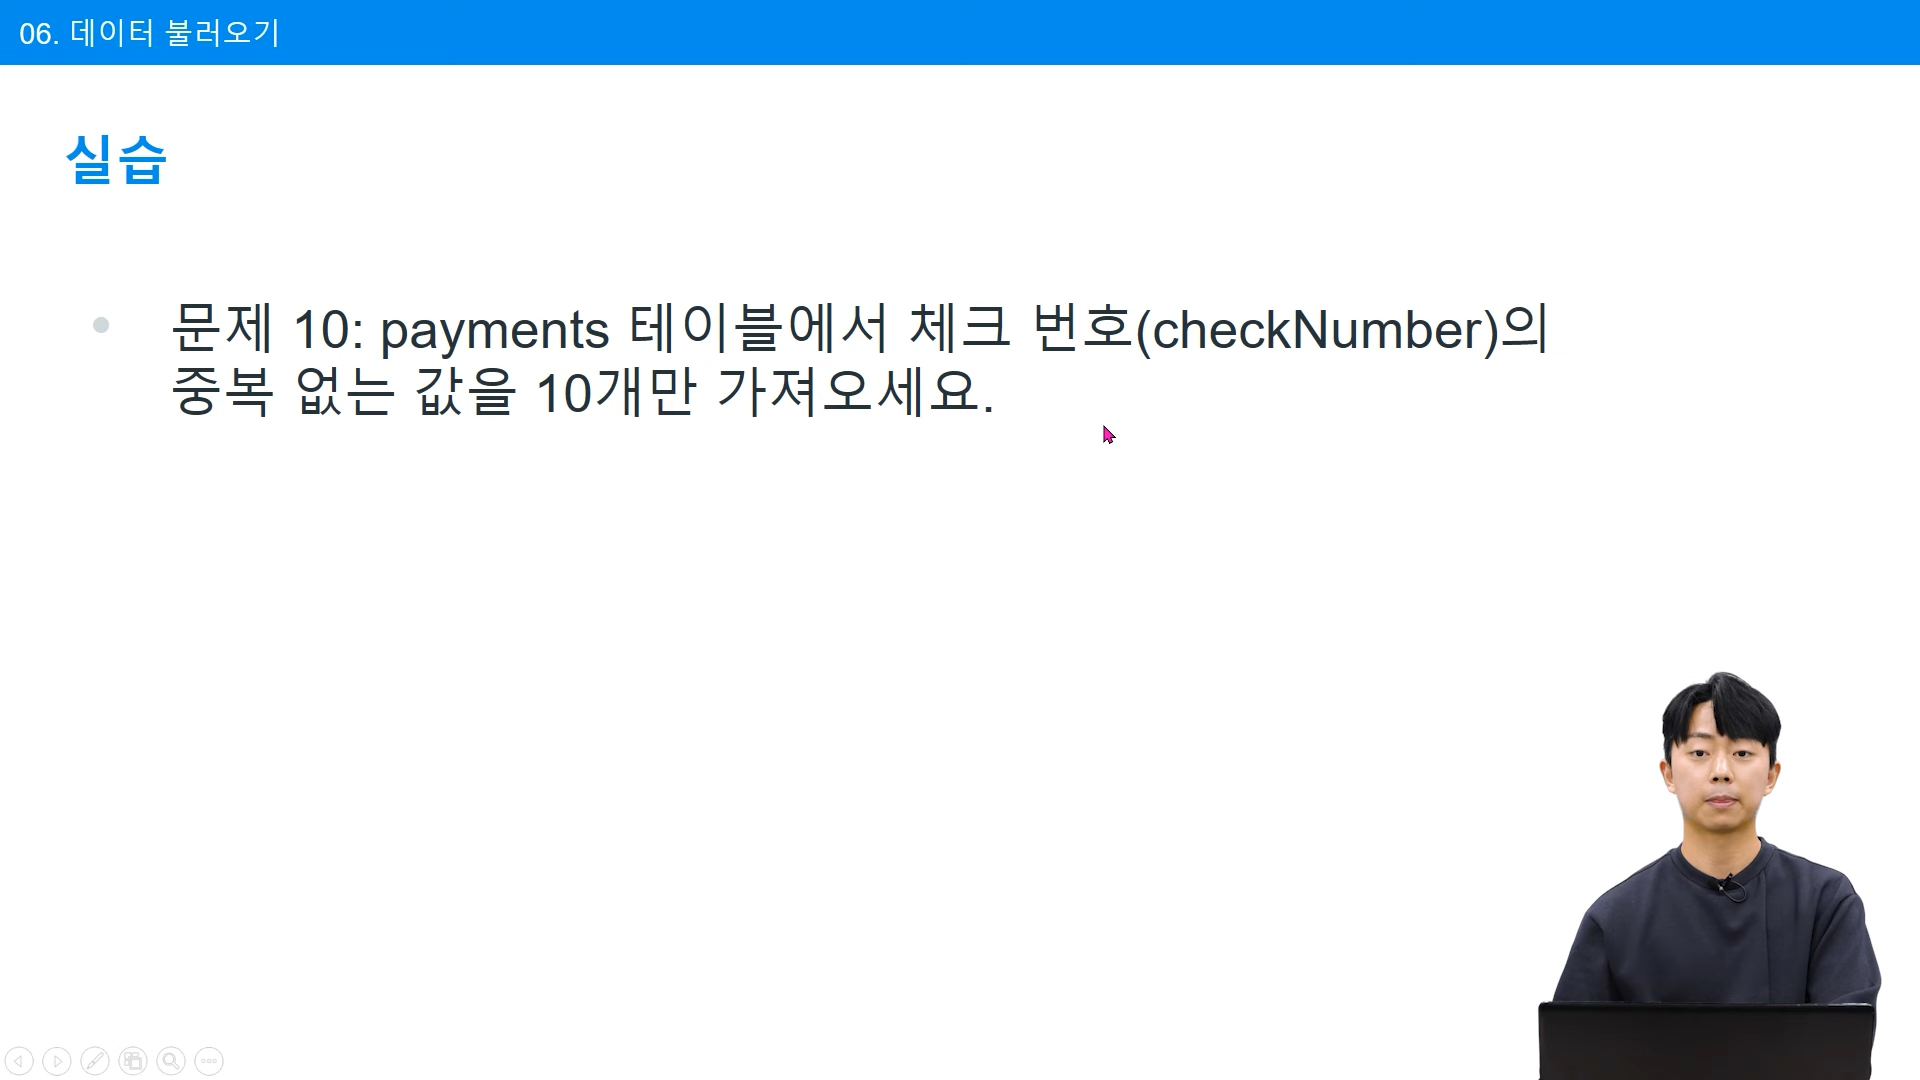 06. 데이터 불러오기
실습
문제 10: payments 테이블에서 체크 번호(checkNumber)의
중복 없는 값을 10개만 가져오세요.